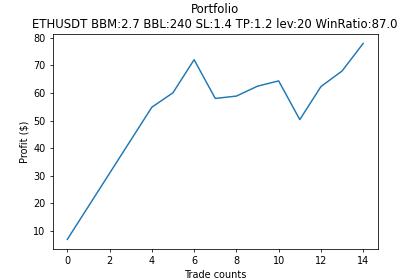 Portfolio
ETHUSDT BBM:2.7 BBL:240 SL:1.4 TP:1.2 lev:20 WinRatio:87.0
80
70
60
50
40
30
20
10
Profit ($)
0 2 4 6 8 10 12 14
Trade counts